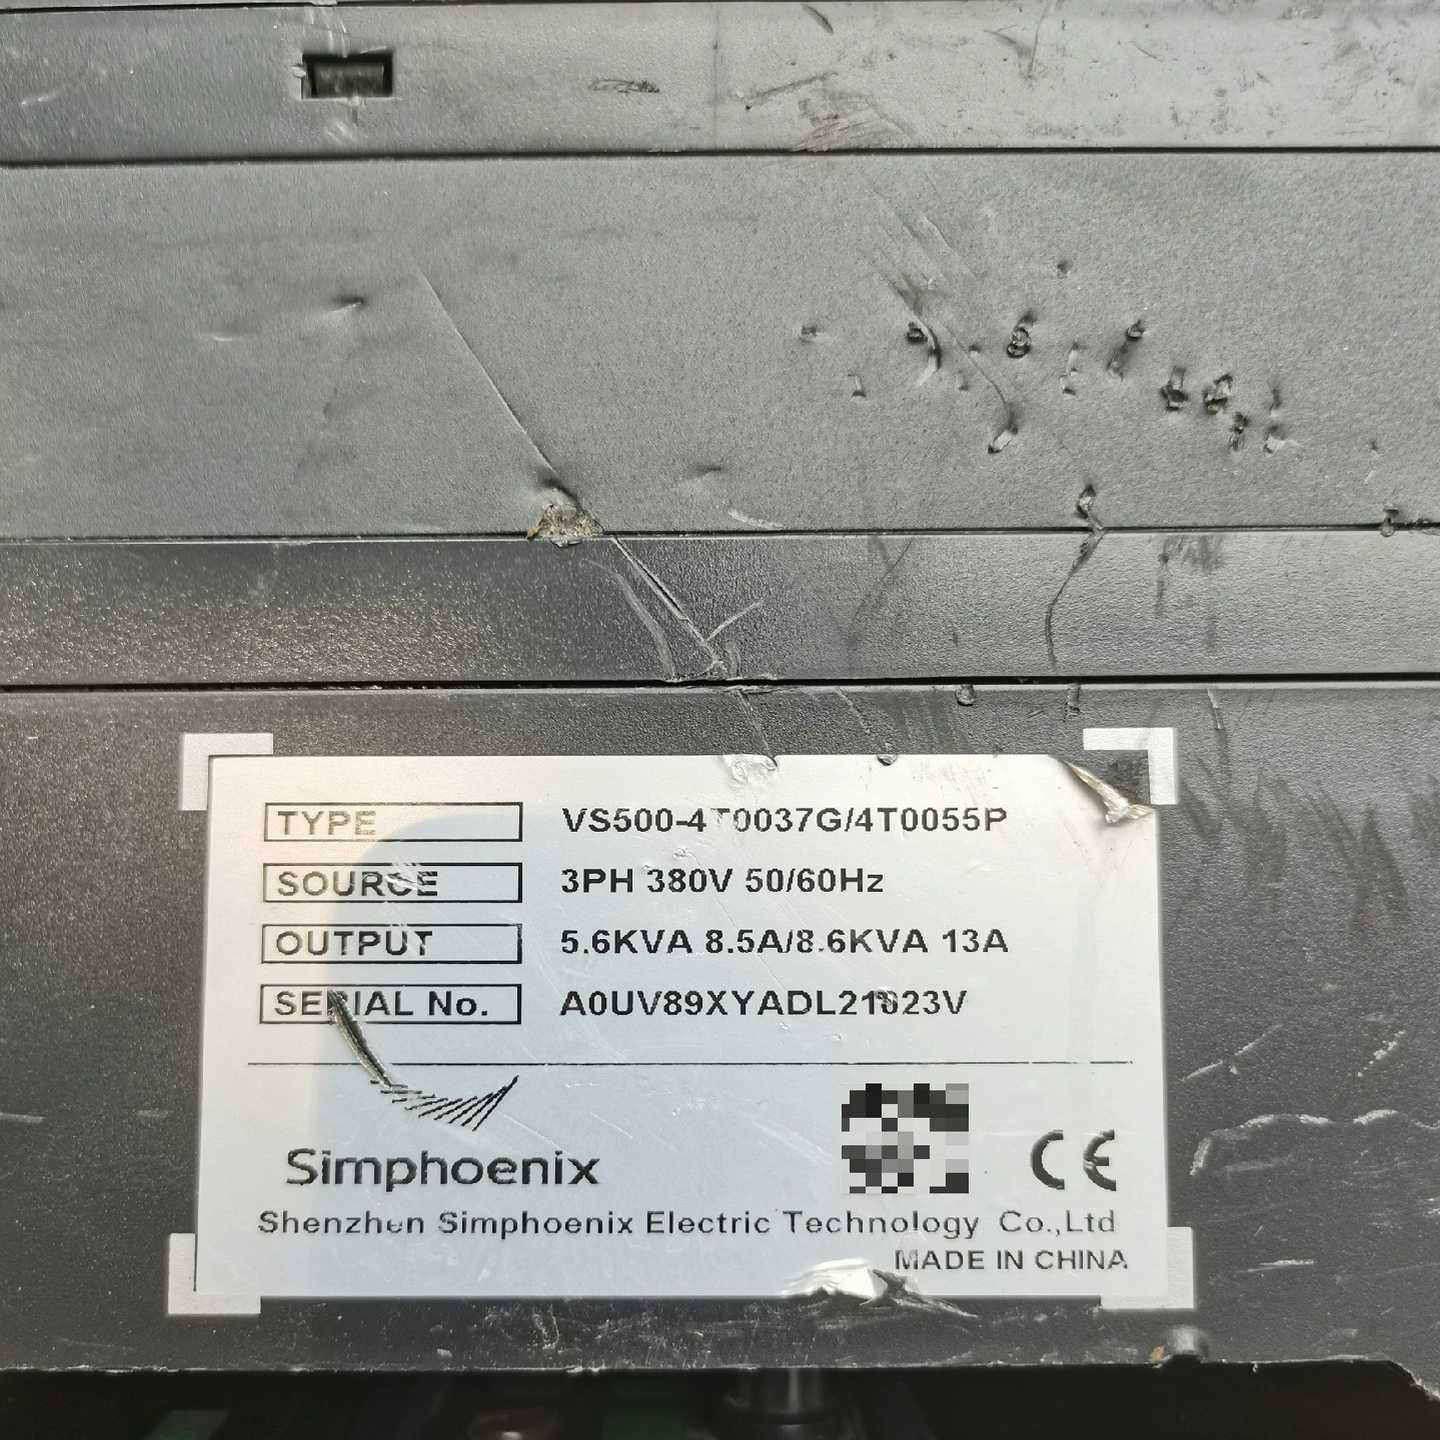 TYPE VS500-4T0037G/4T0055P
SOURCE 3PH 380V 50/60Hz
OUTPUT 5.6KVA 8.5A/8.6KVA 13A
SERIAL No. A0UV89XYADL21023V
Simphoenix
CE
Shenzhen Simphoenix Electric Technology Co.,Ltd
MADE IN CHINA